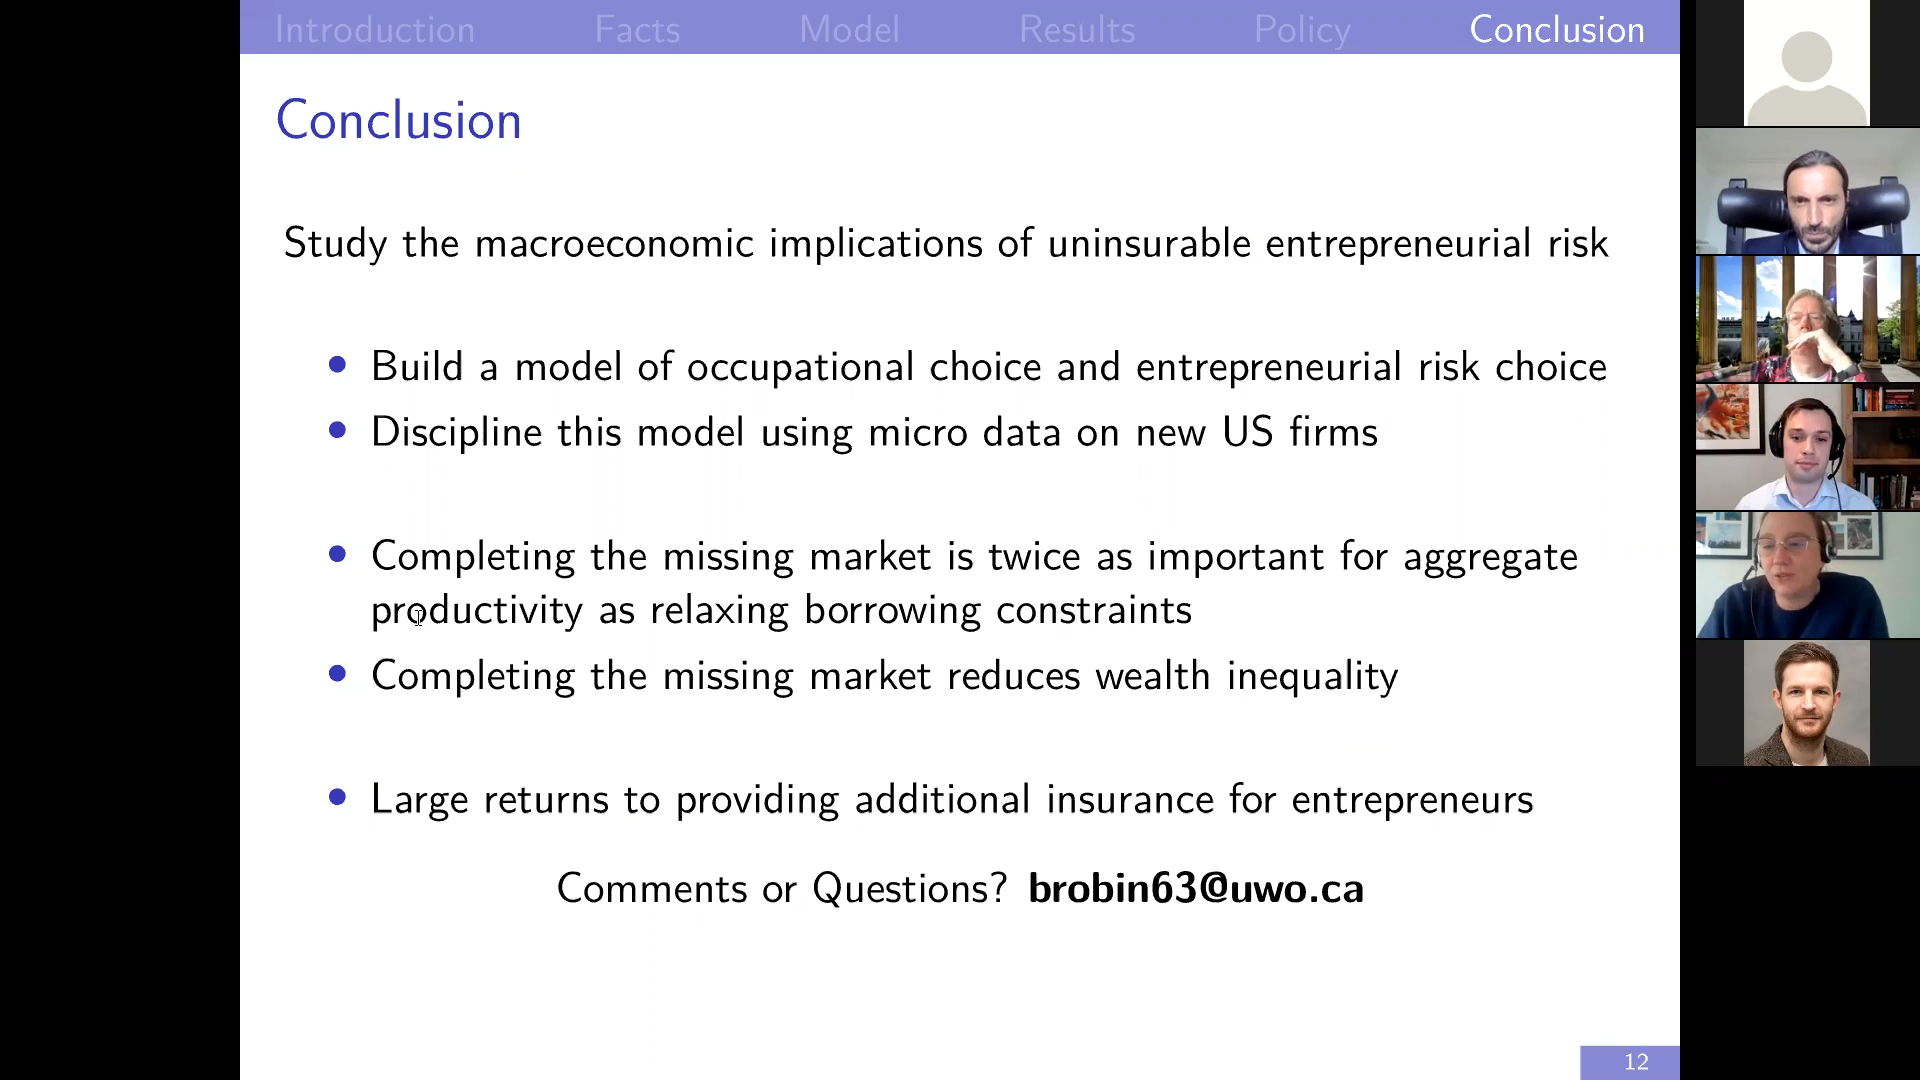 Introduction Facts Model Results Policy Conclusion
Conclusion
Study the macroeconomic implications of uninsurable entrepreneurial risk
• Build a model of occupational choice and entrepreneurial risk choice
• Discipline this model using micro data on new US firms
• Completing the missing market is twice as important for aggregate
productivity as relaxing borrowing constraints
• Completing the missing market reduces wealth inequality
• Large returns to providing additional insurance for entrepreneurs
Comments or Questions? brobin63@uwo.ca
12